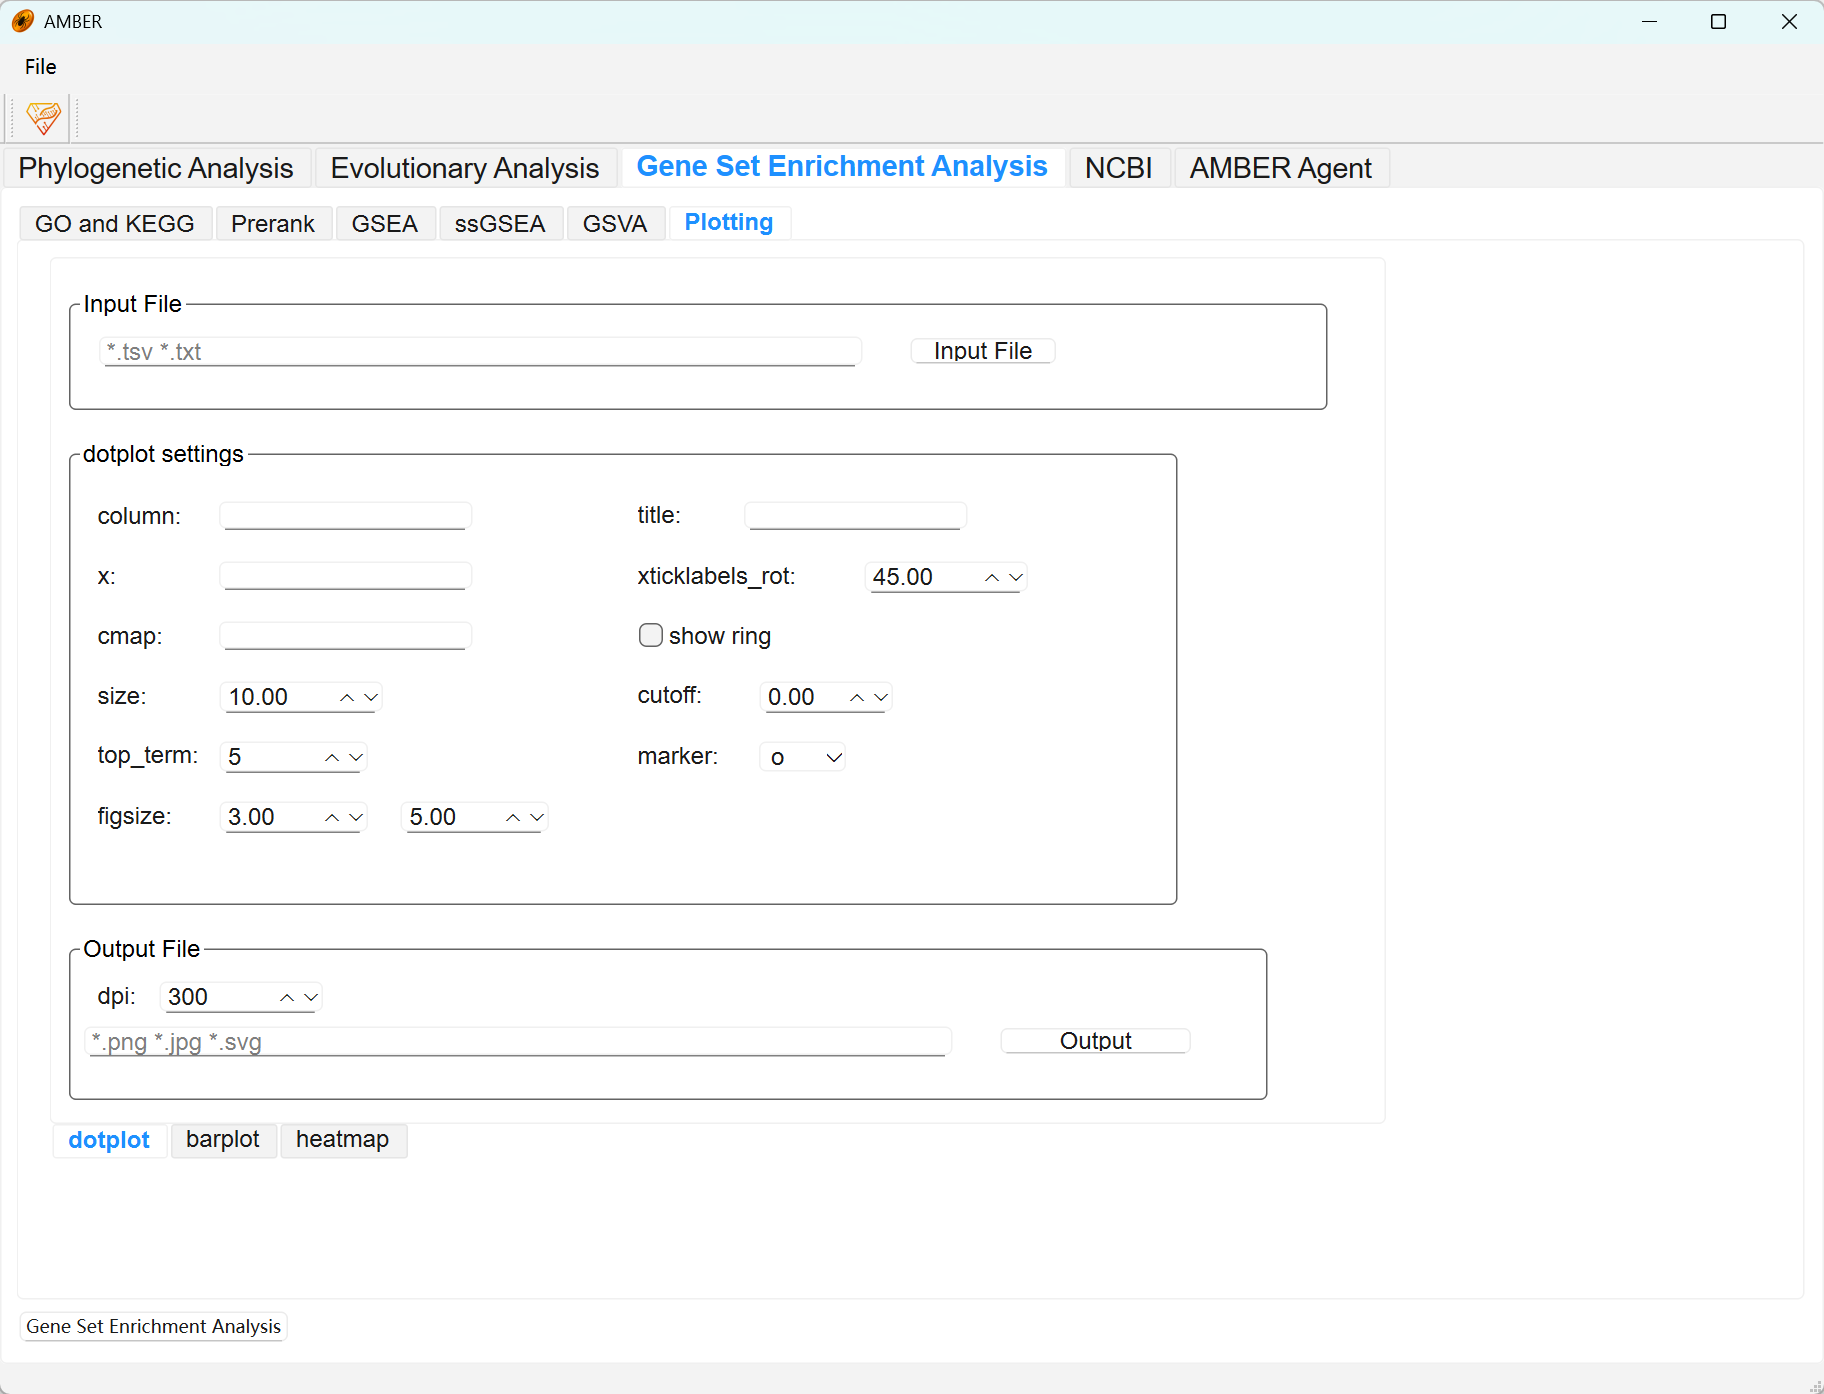 AMBER
File
Phylogenetic Analysis Evolutionary Analysis Gene Set Enrichment Analysis NCBI AMBER Agent
GO and KEGG Prerank GSEA ssGSEA GSVA Plotting
Input File
*.tsv *.txt Input File
dotplot settings
column: title:
x: xticklabels_rot: 45.00
cmap: show ring
size: 10.00 cutoff: 0.00
top_term: 5 marker: o
figsize: 3.00 5.00
Output File
dpi: 300
*.png *.jpg *.svg Output
dotplot barplot heatmap
Gene Set Enrichment Analysis